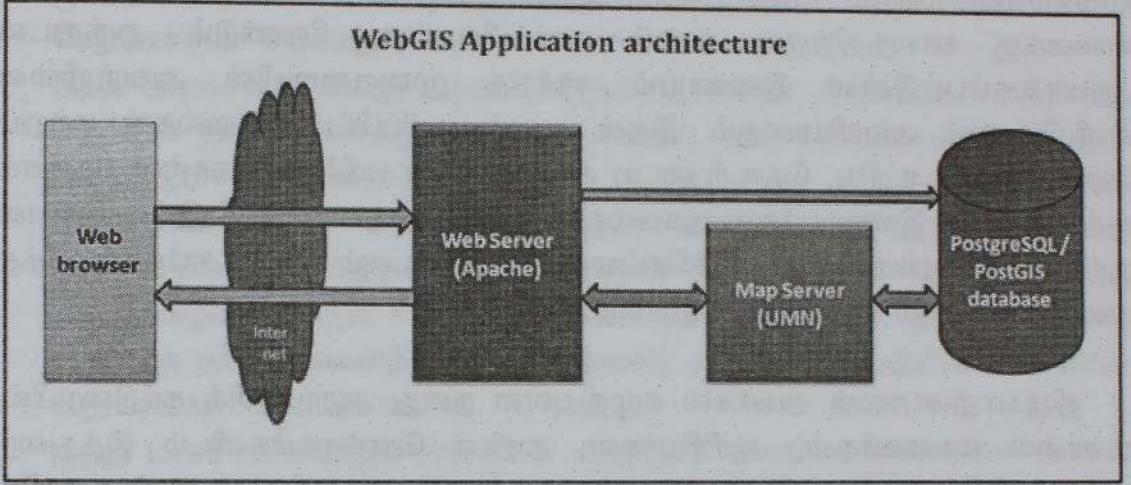 WebGIS Application architecture
Web
browser
Inter
net
Web Server
(Apache)
Map Server
(UMN)
PostgreSQL/
PostGIS
database